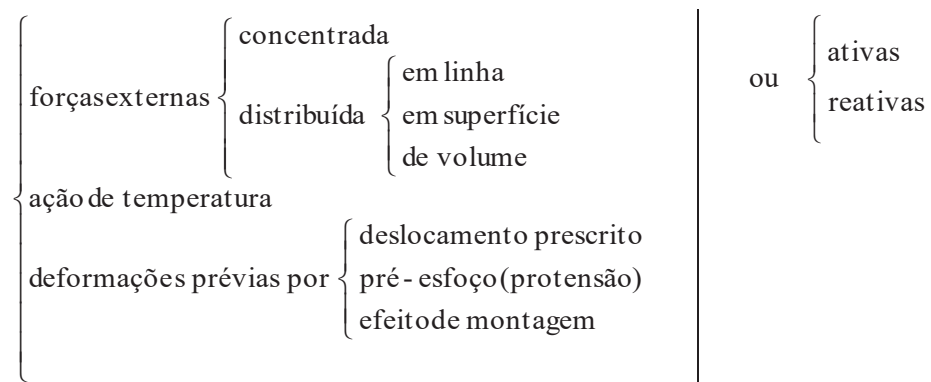 forçasexternas
concentrada
distribuída
em linha
em superfície
de volume
ação de temperatura
deformações prévias por
deslocamento prescrito
pré-esfoço(protensão)
efeitode montagem
ou
ativas
reativas